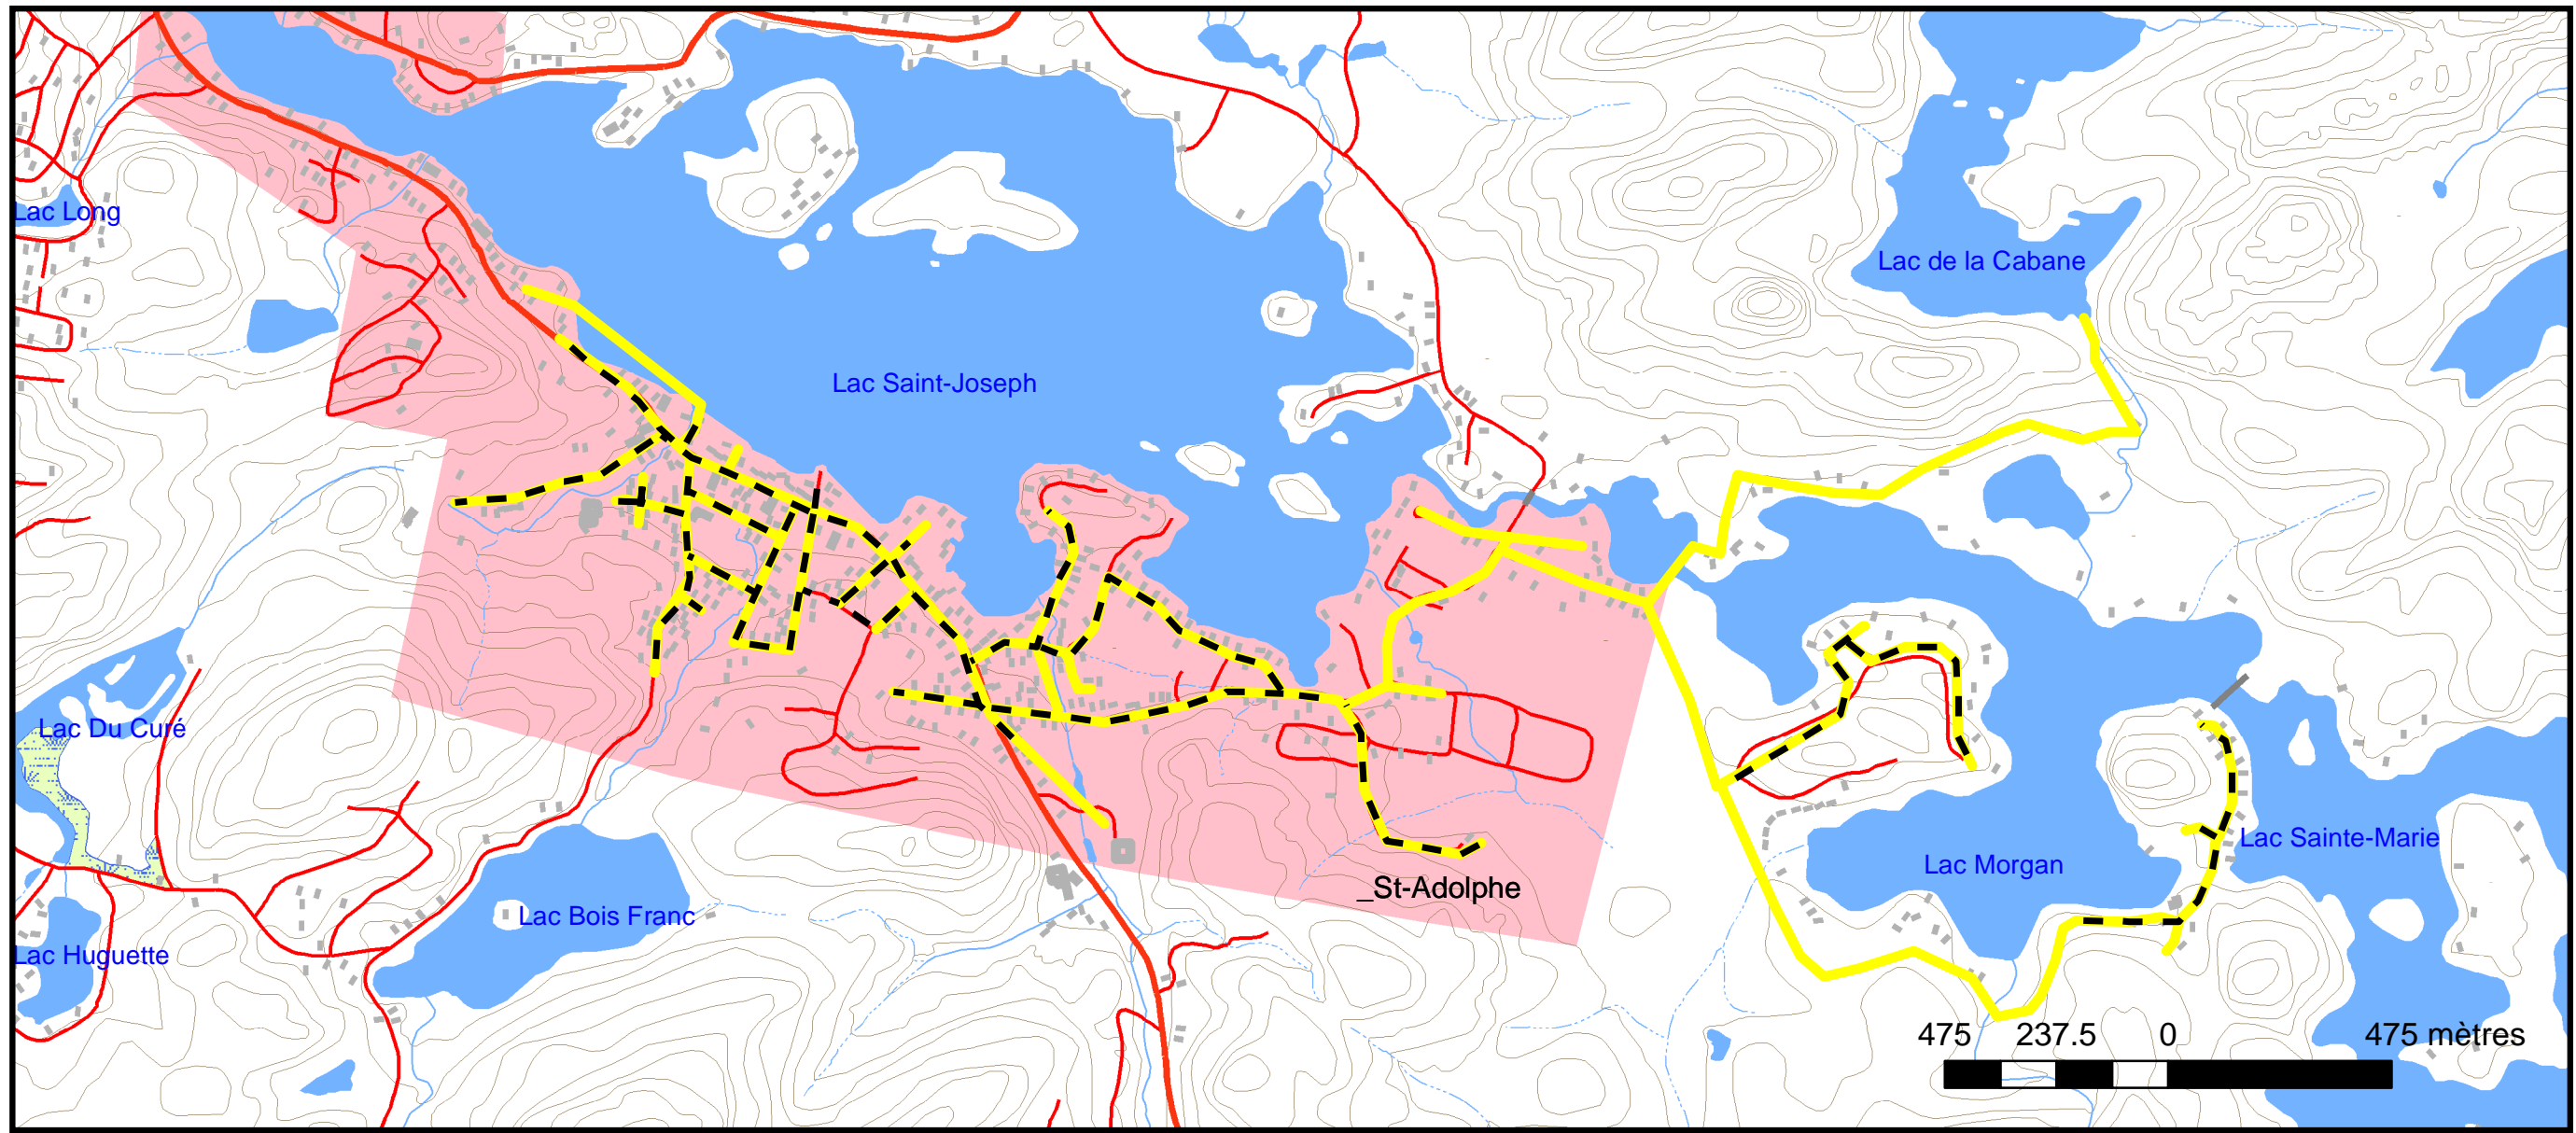 Lac Long
Lac de la Cabane
Lac Saint-Joseph
Lac Du Curé
Lac Sainte-Marie
Lac Morgan
_St-Adolphe
Lac Bois Franc
Lac Huguette
475 237.5 0 475 mètres